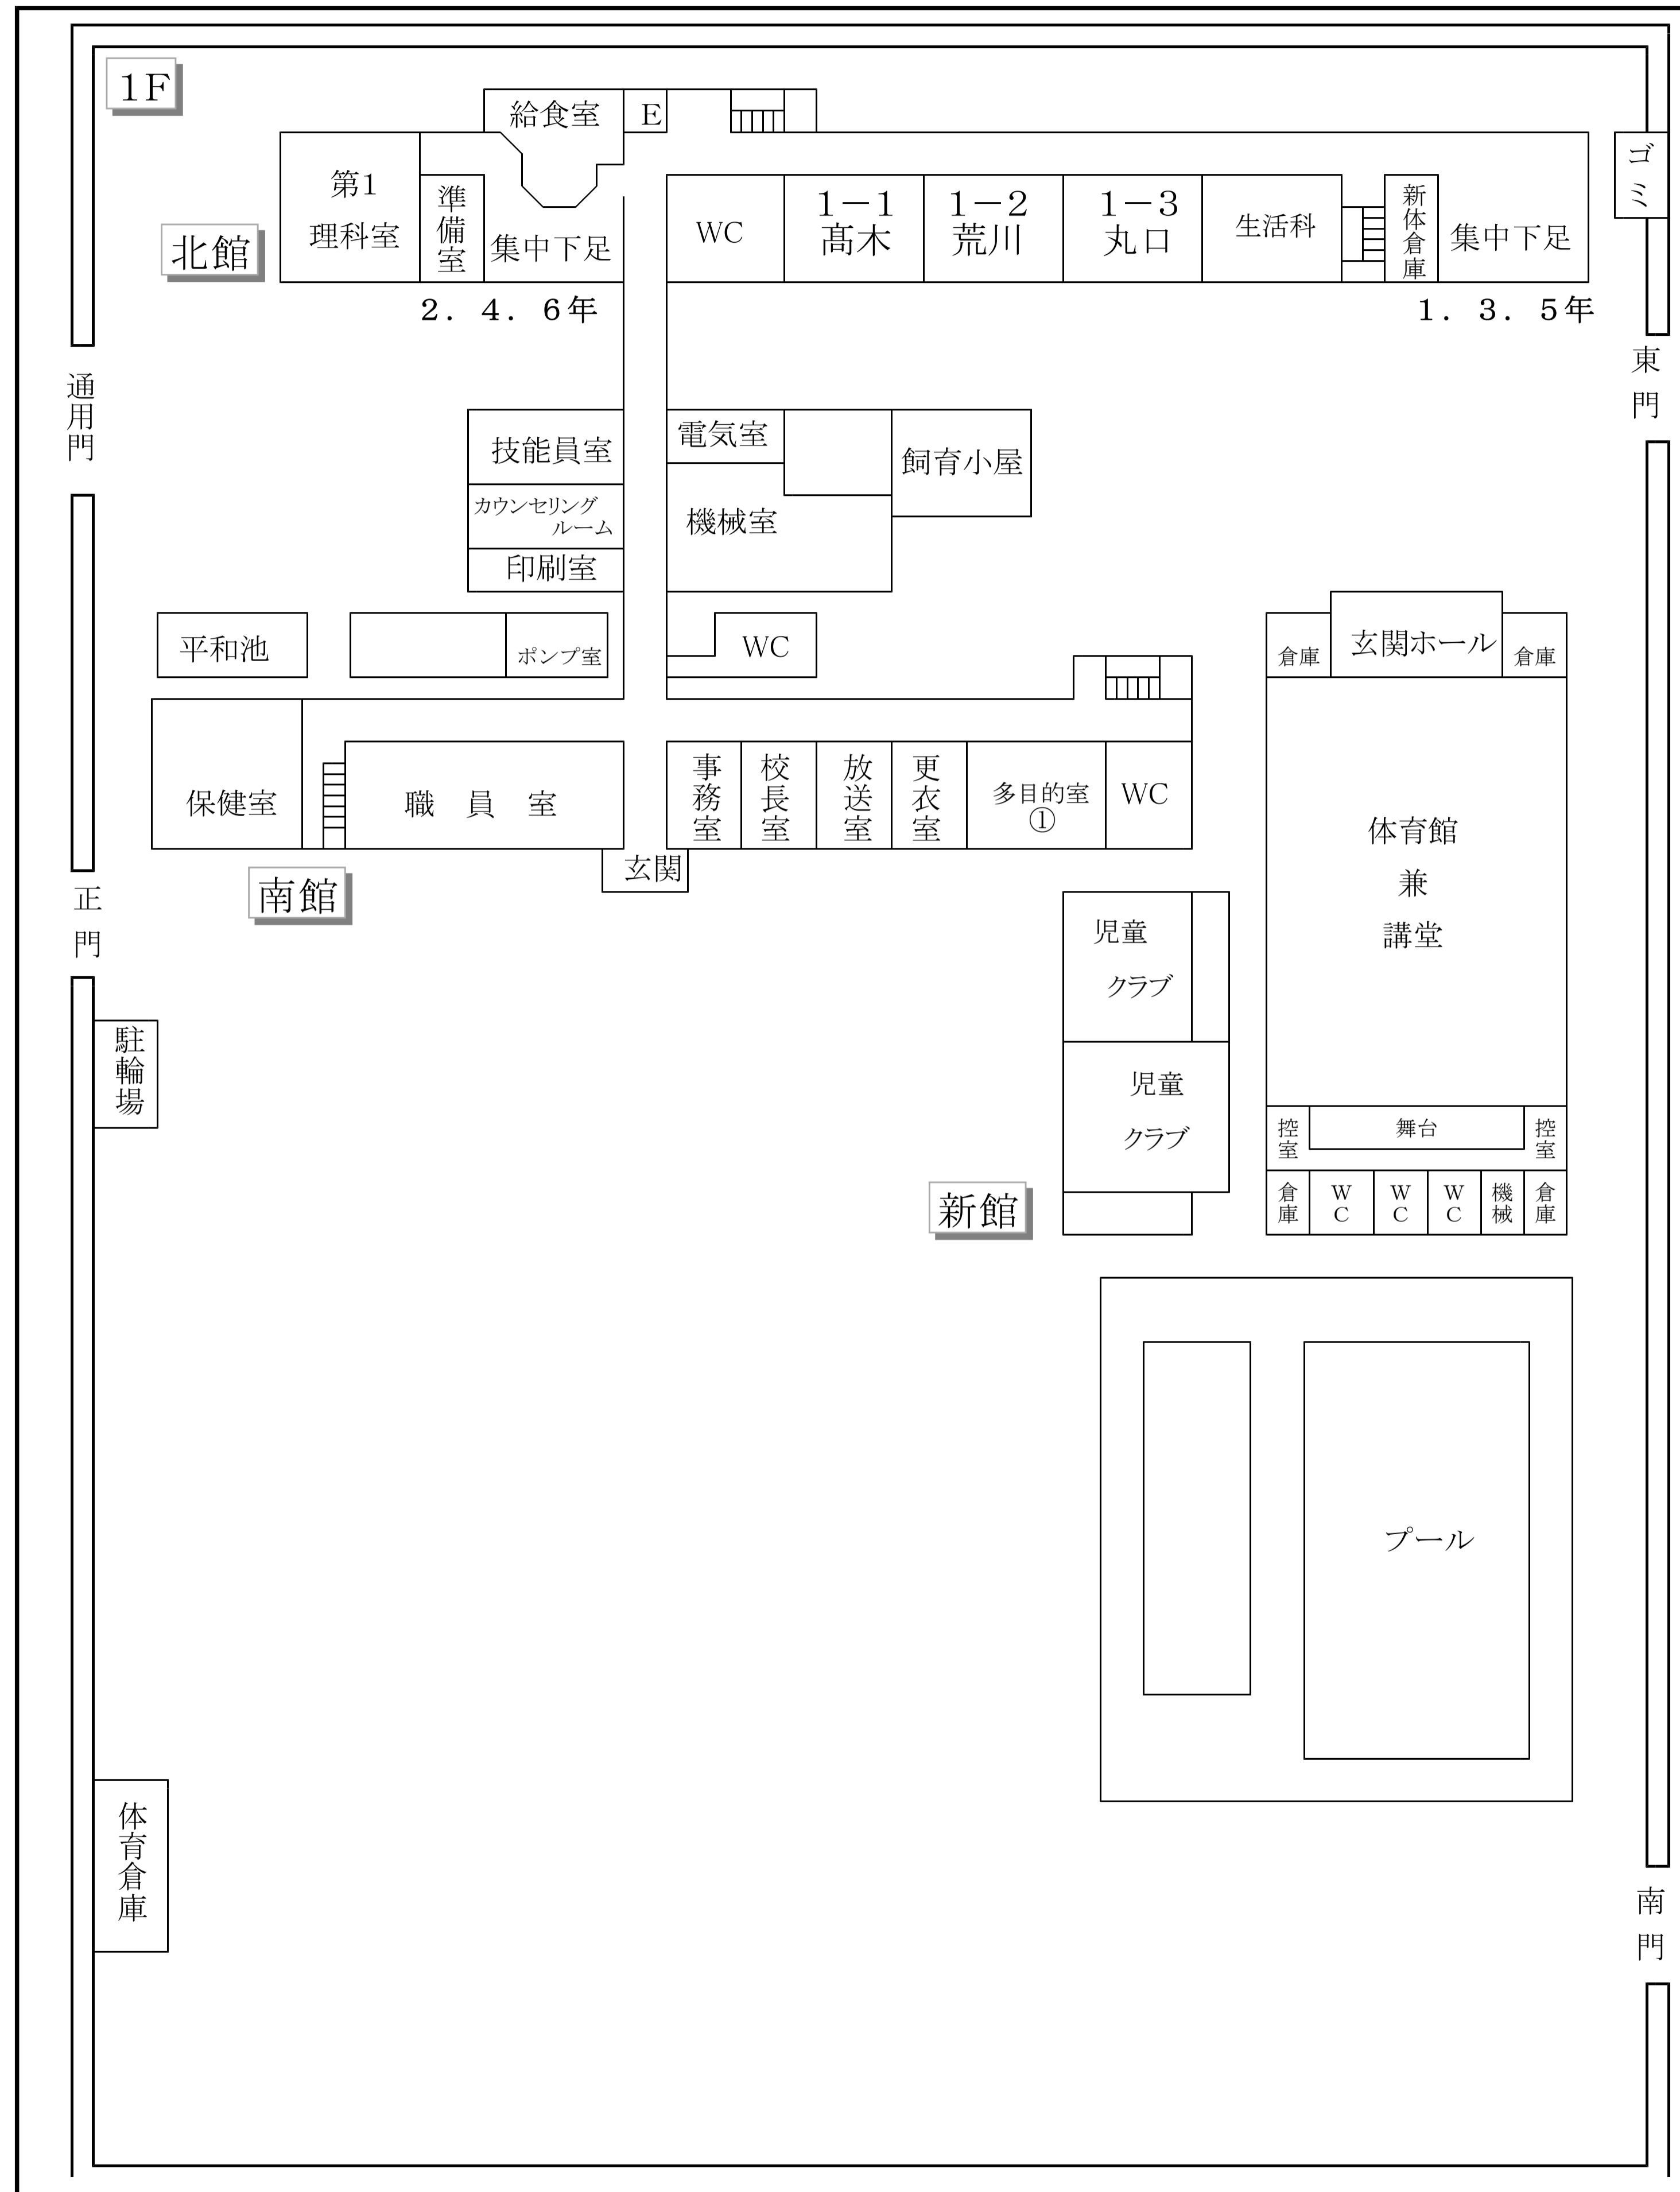 1F
給食室
E
ゴミ
第1
理科室
準備室
集中下足
WC
1－1
髙木
1－2
荒川
1－3
丸口
生活科
新体倉庫
集中下足
北館
2．4．6年
1．3．5年
通用門
東門
技能員室
カウンセリング
ルーム
印刷室
電気室
機械室
飼育小屋
平和池
ポンプ室
WC
倉庫
玄関ホール
倉庫
保健室
職員室
事務室
校長室
放送室
更衣室
多目的室
①
WC
玄関
体育館
兼
講堂
正門
南館
児童
クラブ
児童
クラブ
駐輪場
控室
舞台
控室
倉庫
WC
WC
WC
機械
倉庫
新館
プール
体育倉庫
南門